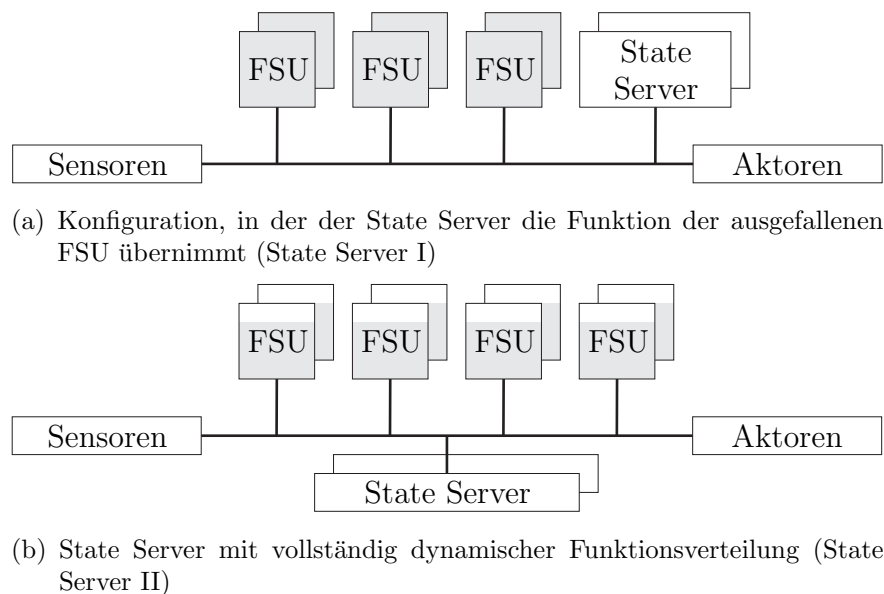 FSU
FSU
FSU
State
Server
Sensoren
Aktoren
(a) Konfiguration, in der der State Server die Funktion der ausgefallenen
FSU übernimmt (State Server I)
FSU
FSU
FSU
FSU
Sensoren
Aktoren
State Server
(b) State Server mit vollständig dynamischer Funktionsverteilung (State
Server II)